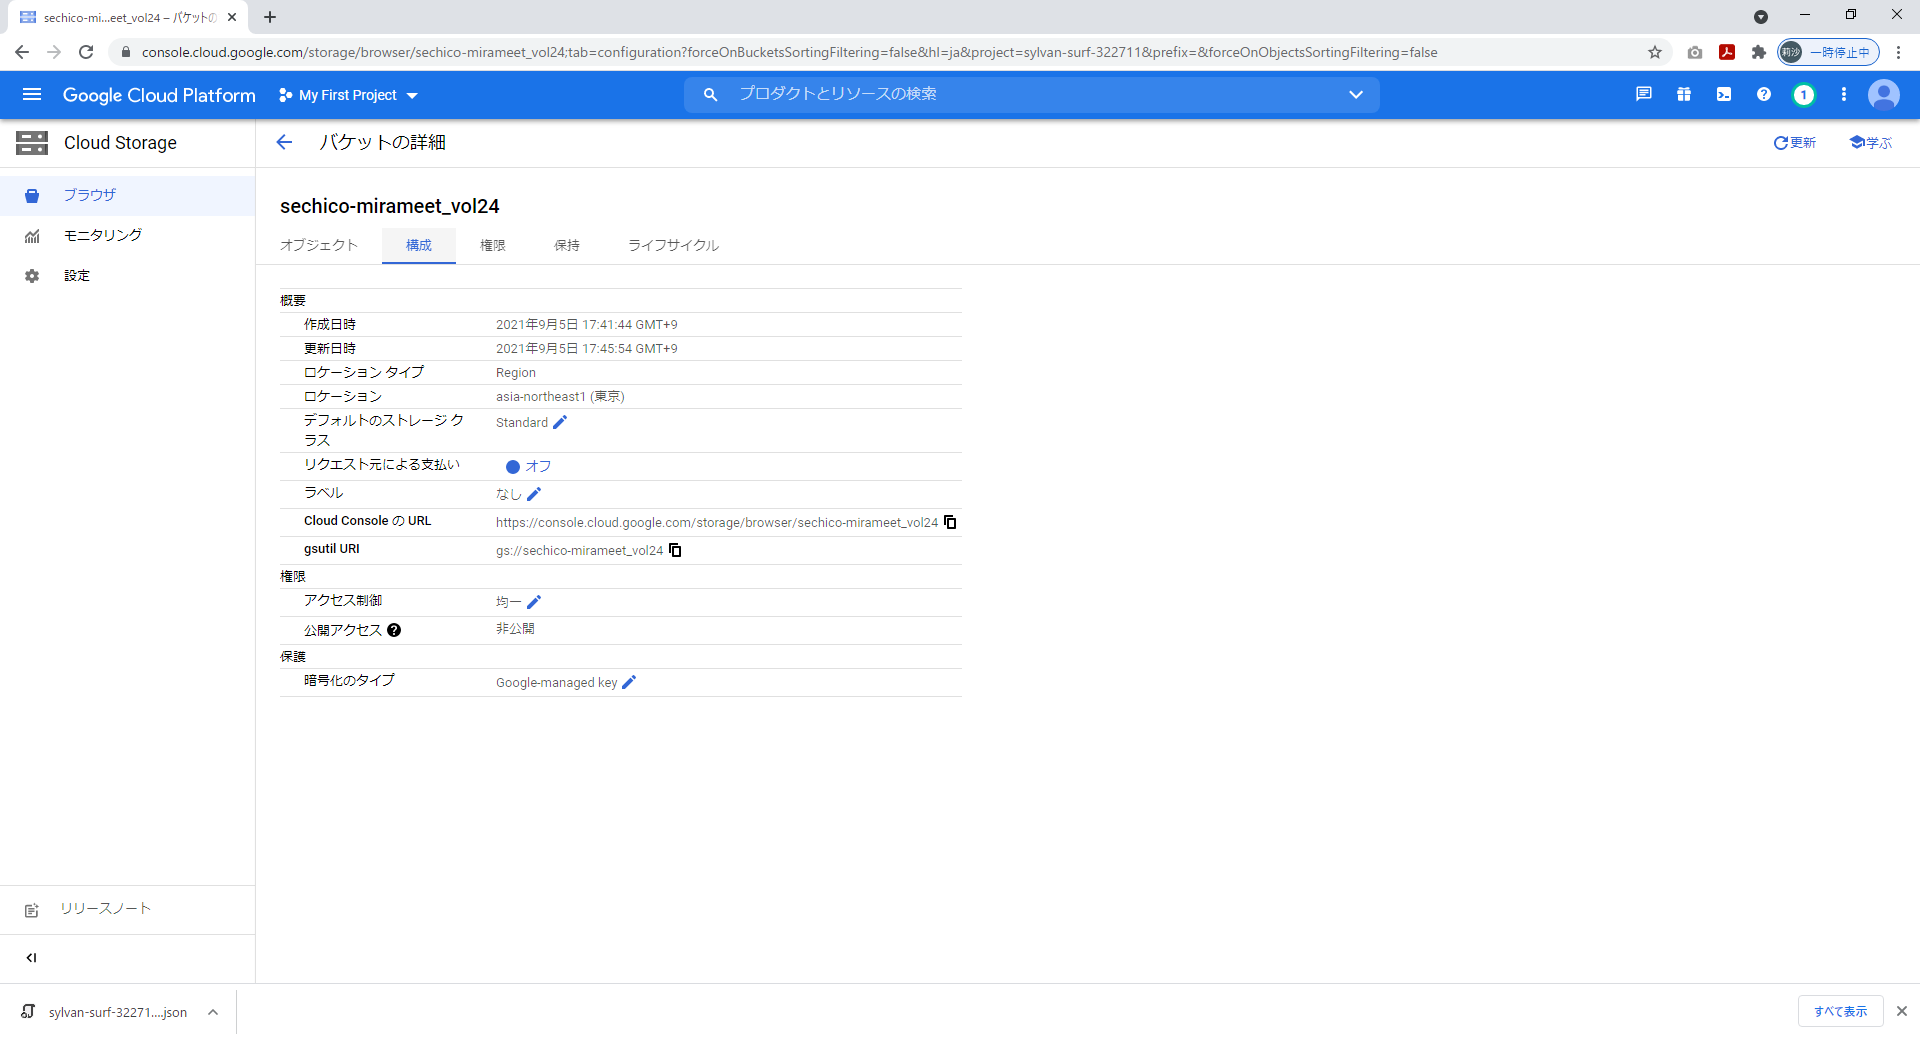 sechico-mi...eet_vol24 – バケットの
console.cloud.google.com/storage/browser/sechico-mirameet_vol24;tab=configuration?forceOnBucketsSortingFiltering=false&hl=ja&project=sylvan-surf-322711&prefix=&forceOnObjectsSortingFiltering=false
莉沙 一時停止中
Google Cloud Platform
My First Project
プロダクトとリソースの検索
1
Cloud Storage
バケットの詳細
更新
学ぶ
ブラウザ
モニタリング
設定
sechico-mirameet_vol24
オブジェクト 構成 権限 保持 ライフサイクル
概要
作成日時 2021年9月5日 17:41:44 GMT+9
更新日時 2021年9月5日 17:45:54 GMT+9
ロケーション タイプ Region
ロケーション asia-northeast1 (東京)
デフォルトのストレージ ク
ラス
Standard
リクエスト元による支払い オフ
ラベル なし
Cloud Console の URL https://console.cloud.google.com/storage/browser/sechico-mirameet_vol24
gsutil URI gs://sechico-mirameet_vol24
権限
アクセス制御 均一
公開アクセス 非公開
保護
暗号化のタイプ Google-managed key
リリースノート
sylvan-surf-32271....json
すべて表示